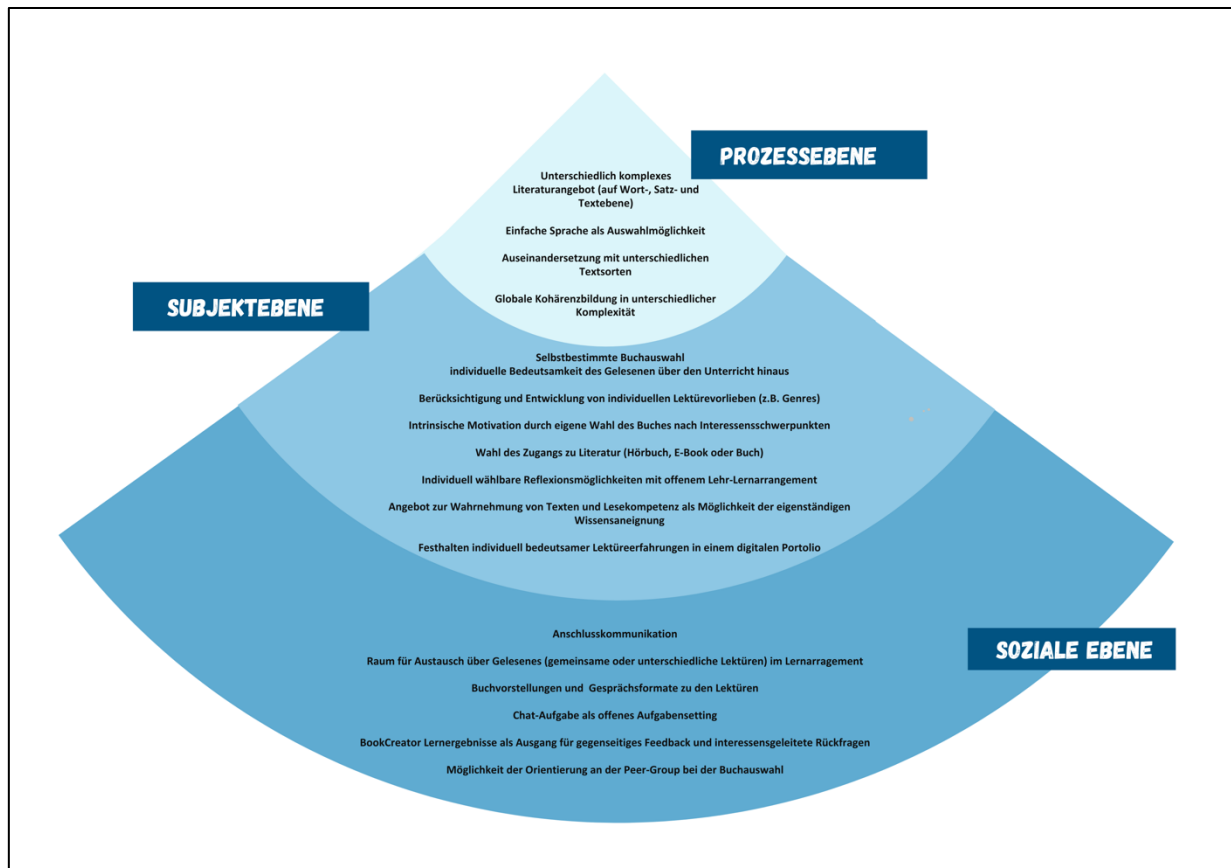 PROZESSEBENE
Unterschiedlich komplexes
Literaturangebot (auf Wort-, Satz- und
Textebene)
Einfache Sprache als Auswahlmöglichkeit
Auseinandersetzung mit unterschiedlichen
Textsorten
Globale Kohärenzbildung in unterschiedlicher
Komplexität
SUBJEKTEBENE
Selbstbestimmte Buchauswahl
individuelle Bedeutsamkeit des Gelesenen über den Unterricht hinaus
Berücksichtigung und Entwicklung von individuellen Lektürevorlieben (z.B. Genres)
Intrinsische Motivation durch eigene Wahl des Buches nach Interessensschwerpunkten
Wahl des Zugangs zu Literatur (Hörbuch, E-Book oder Buch)
Individuell wählbare Reflexionsmöglichkeiten mit offenem Lehr-Lernarrangement
Angebot zur Wahrnehmung von Texten und Lesekompetenz als Möglichkeit der eigenständigen
Wissensaneignung
Festhalten individuell bedeutsamer Lektüreerfahrungen in einem digitalen Portolio
SOZIALE EBENE
Anschlusskommunikation
Raum für Austausch über Gelesenes (gemeinsame oder unterschiedliche Lektüren) im Lernarragement
Buchvorstellungen und Gesprächsformate zu den Lektüren
Chat-Aufgabe als offenes Aufgabensetting
BookCreator Lernergebnisse als Ausgang für gegenseitiges Feedback und interessensgeleitete Rückfragen
Möglichkeit der Orientierung an der Peer-Group bei der Buchauswahl